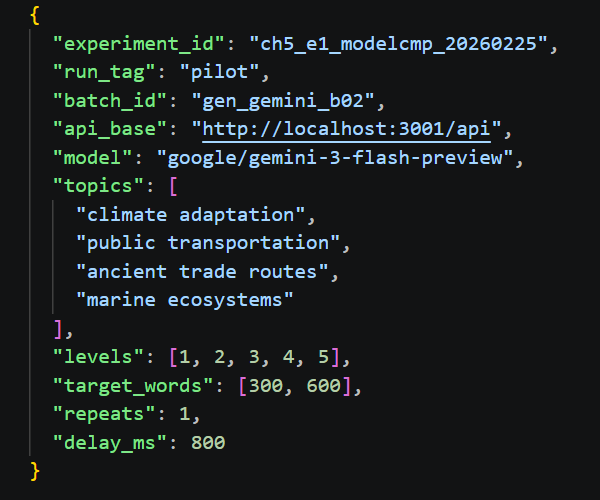 {
"experiment_id": "ch5_e1_modelcmp_20260225",
"run_tag": "pilot",
"batch_id": "gen_gemini_b02",
"api_base": "http://localhost:3001/api",
"model": "google/gemini-3-flash-preview",
"topics": [
"climate adaptation",
"public transportation",
"ancient trade routes",
"marine ecosystems"
],
"levels": [1, 2, 3, 4, 5],
"target_words": [300, 600],
"repeats": 1,
"delay_ms": 800
}